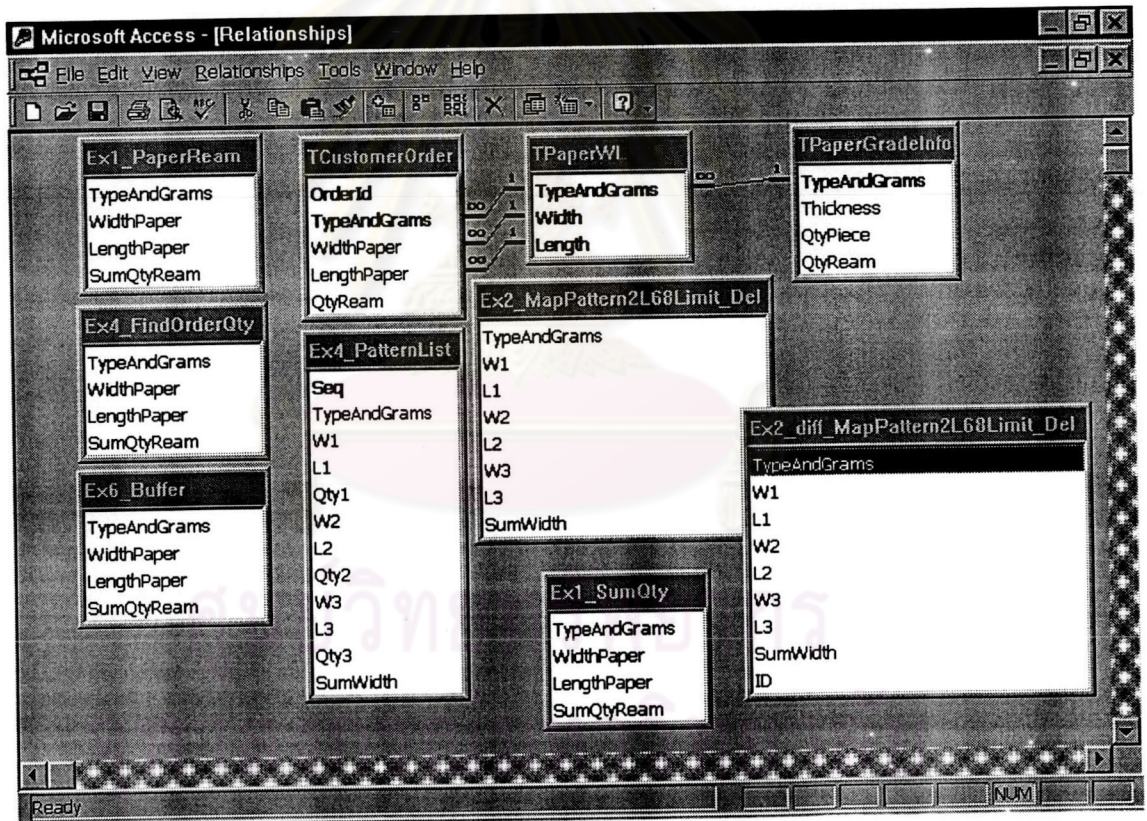 Microsoft Access - [Relationships]
File Edit View Relationships Tools Window Help
Ex1_PaperReam
TypeAndGrams
WidthPaper
LengthPaper
SumQtyReam
TCustomerOrder
OrderId
TypeAndGrams
WidthPaper
LengthPaper
QtyReam
∞ 1
∞ 1
∞ 1
TPaperWL
TypeAndGrams
Width
Length
∞ 1
TPaperGradeInfo
TypeAndGrams
Thickness
QtyPiece
QtyReam
Ex4_FindOrderQty
TypeAndGrams
WidthPaper
LengthPaper
SumQtyReam
Ex4_PatternList
Seq
TypeAndGrams
W1
L1
Qty1
W2
L2
Qty2
W3
L3
Qty3
SumWidth
Ex2_MapPattern2L68Limit_Del
TypeAndGrams
W1
L1
W2
L2
W3
L3
SumWidth
Ex2_diff_MapPattern2L68Limit_Del
TypeAndGrams
W1
L1
W2
L2
W3
L3
SumWidth
ID
Ex6_Buffer
TypeAndGrams
WidthPaper
LengthPaper
SumQtyReam
Ex1_SumQty
TypeAndGrams
WidthPaper
LengthPaper
SumQtyReam
Ready
NUM